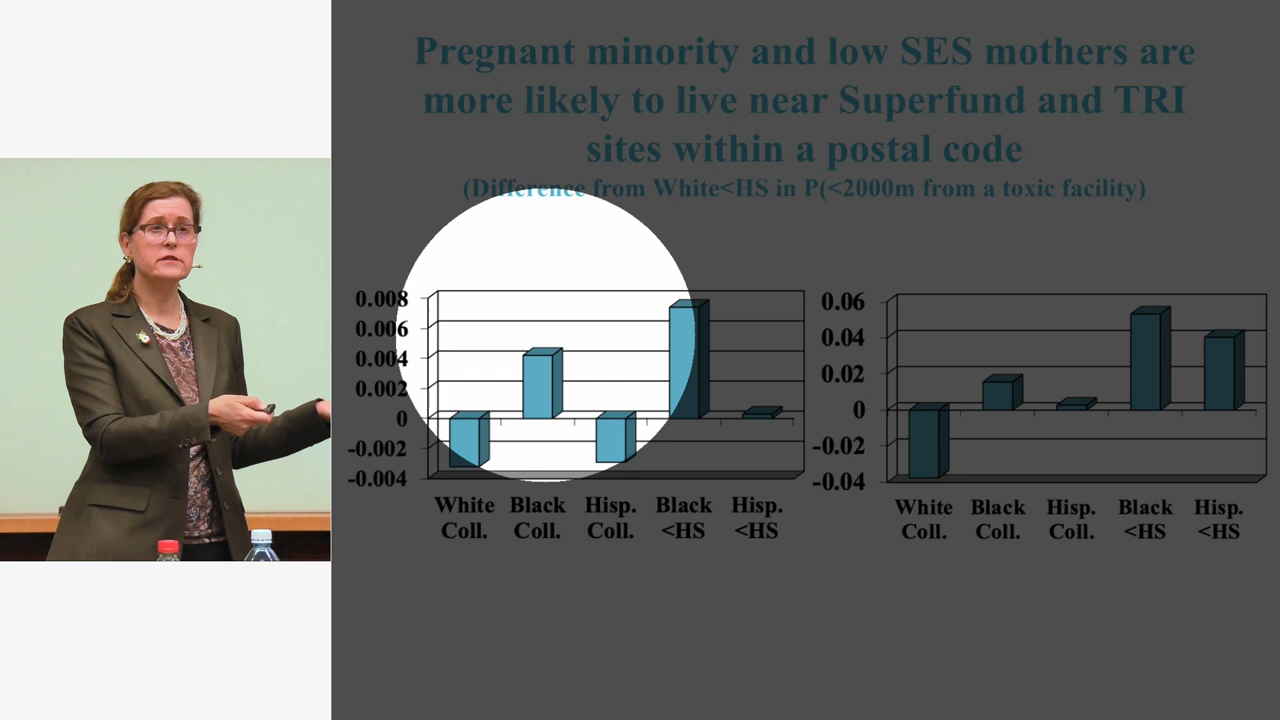 Pregnant minority and low SES mothers are
more likely to live near Superfund and TRI
sites within a postal code
(Difference from White<HS in P(<2000m from a toxic facility)
0.008
0.006
0.004
0.002
0
-0.002
-0.004
White Black Hisp. Black Hisp.
Coll. Coll. Coll. <HS <HS
0.06
0.04
0.02
0
-0.02
-0.04
White Black Hisp. Black Hisp.
Coll. Coll. Coll. <HS <HS